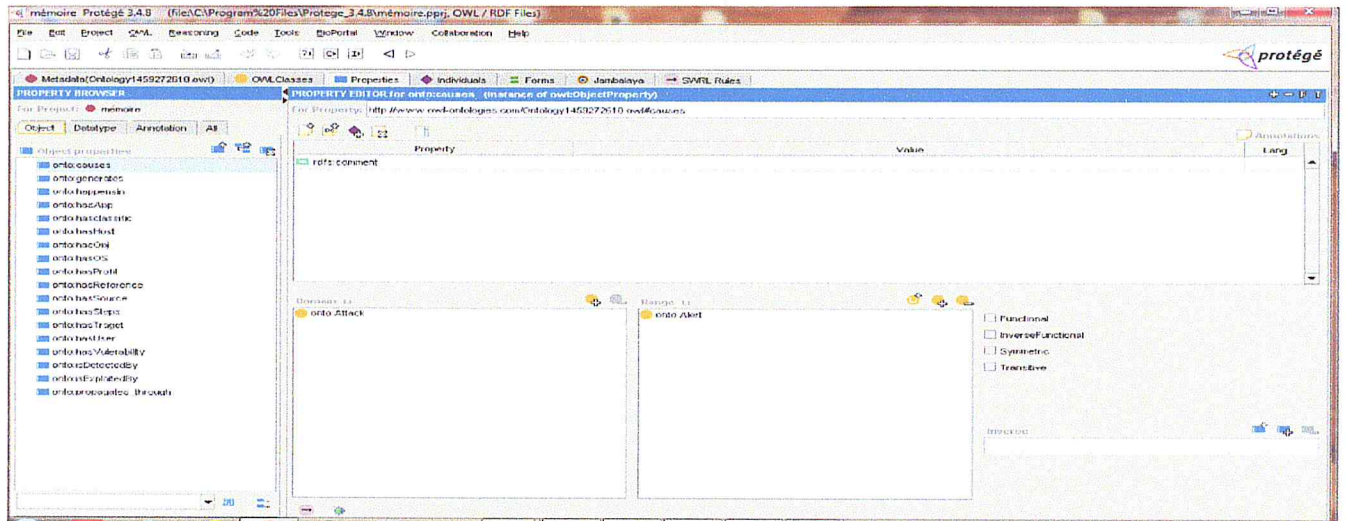 mémoire Protégé 3.4.8 (file:\C:\Program%20Files\Protege_3.4.8\mémoire.pprj, OWL / RDF Files)
File Edit Project OWL Reasoning Code Tools BioPortal Window Collaboration Help
protégé
Metadata(Ontology1459272610.owl) OWLClasses Properties Individuals Forms Jambalaya SWRL Rules
PROPERTY BROWSER
For Project: mémoire
Object Datatype Annotation All
Object properties
onto:causes
onto:generates
onto:happensin
onto:hasApp
onto:hasclassific
onto:hasHost
onto:hasObj
onto:hasOS
onto:hasProfil
onto:hasReference
onto:hasSource
onto:hasSteps
onto:hasTraget
onto:hasUser
onto:hasVulerability
onto:isDetectedBy
onto:isExploitedBy
onto:propagates_through
PROPERTY EDITOR for onto:causes (instance of owl:ObjectProperty)
For Property: http://www.owl-ontologies.com/Ontology1459272610.owl#causes
Annotations
Property Value Lang
rdfs:comment
Domain
onto:Attack
Range
onto:Alert
Functional
InverseFunctional
Symmetric
Transitive
Inverse